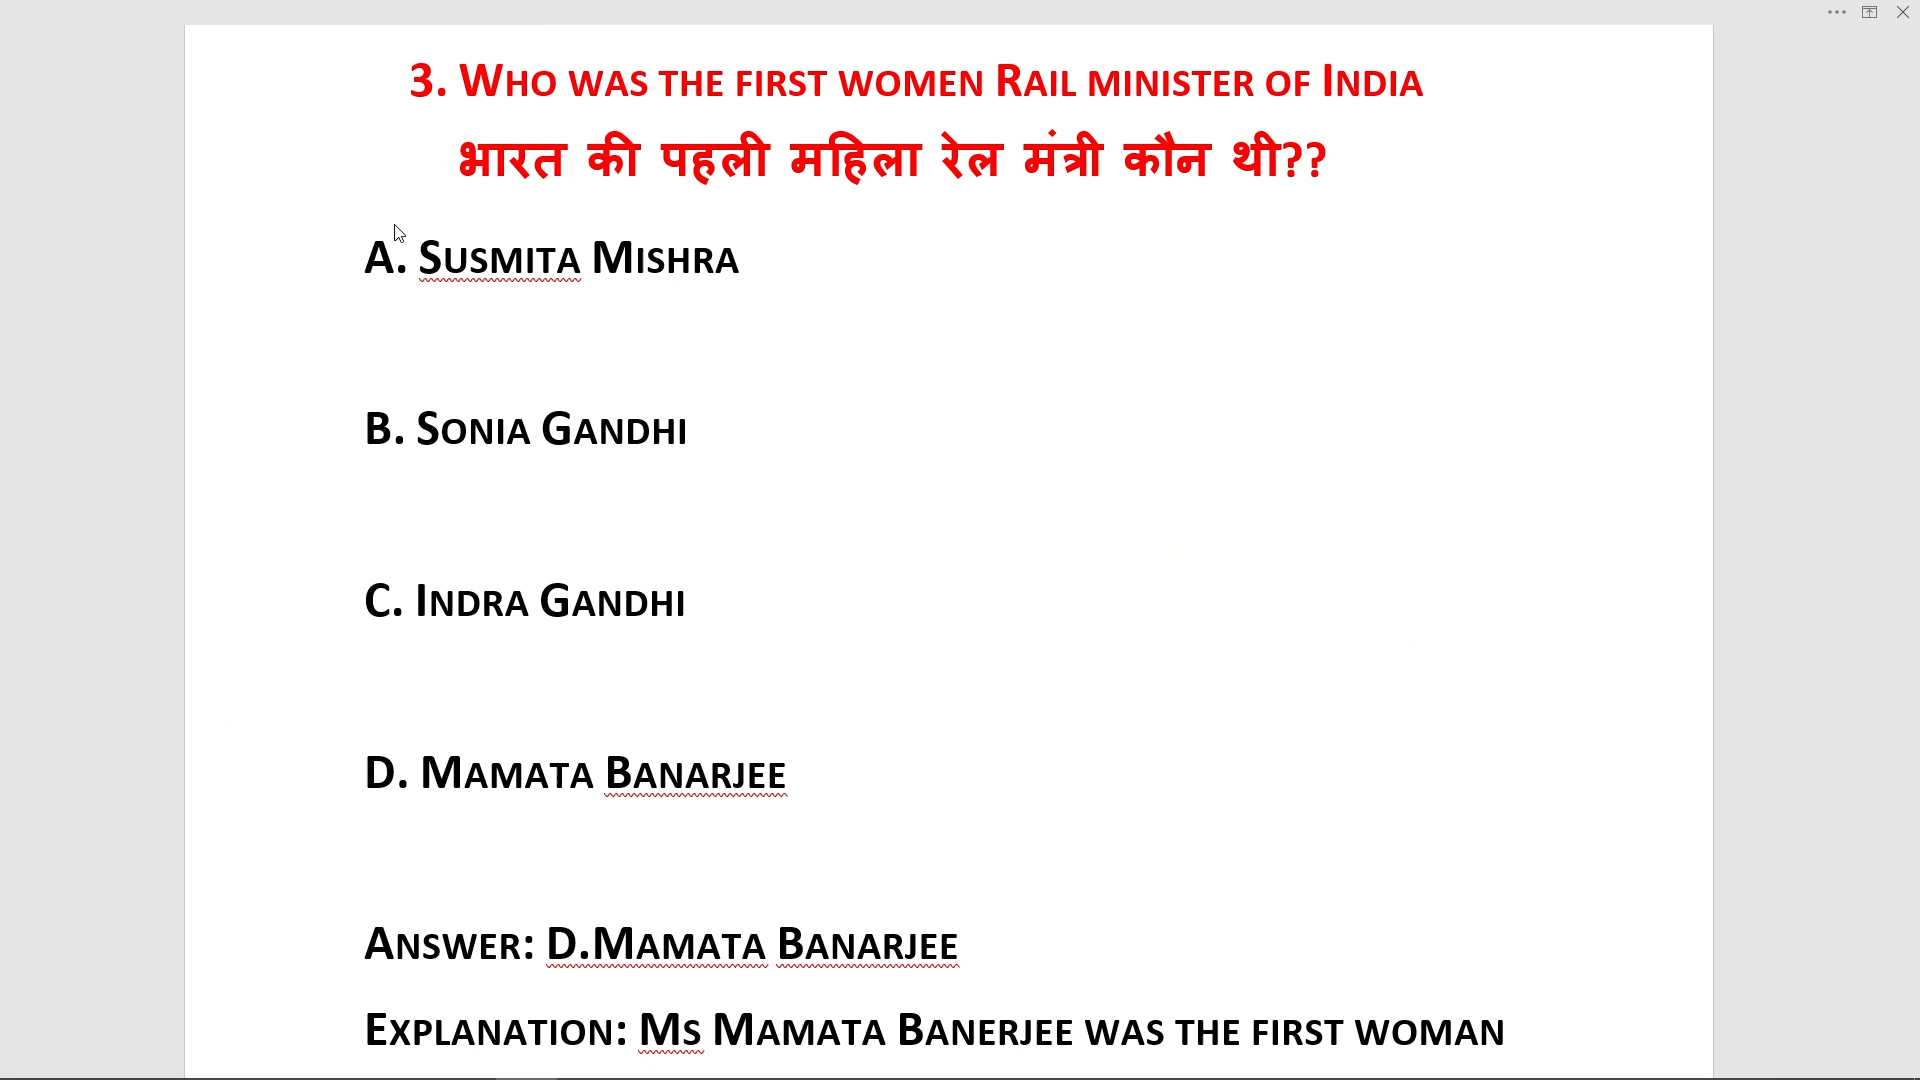 3. Who was the first women Rail minister of India
भारत की पहली महिला रेल मंत्री कौन थी??
A. Susmita Mishra
B. Sonia Gandhi
C. Indra Gandhi
D. Mamata Banarjee
Answer: D.Mamata Banarjee
Explanation: Ms Mamata Banerjee was the first woman